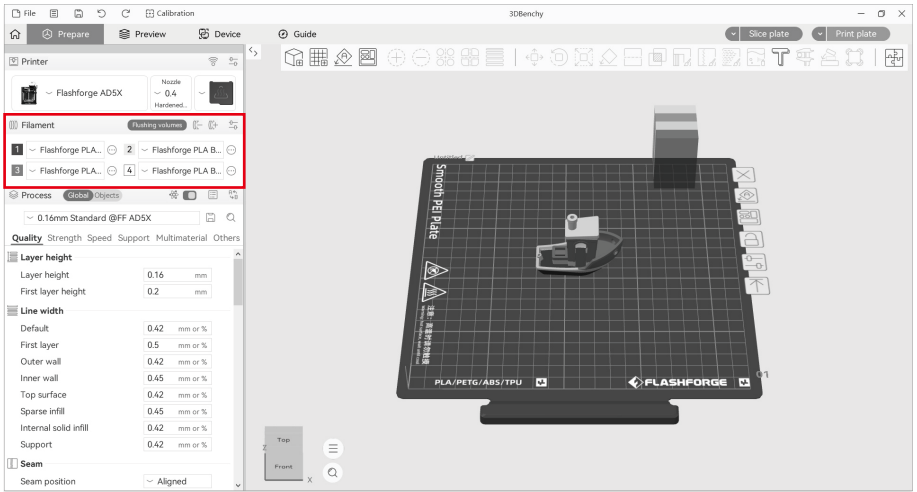 File
Calibration
3DBenchy
Prepare
Preview
Device
Guide
Slice plate
Print plate
Printer
Flashforge AD5X
Nozzle
0.4
Hardened...
Filament
Flushing volumes
1 Flashforge PLA...
2 Flashforge PLA B...
3 Flashforge PLA...
4 Flashforge PLA B...
Process
Global Objects
0.16mm Standard @FF AD5X
Quality Strength Speed Support Multimaterial Others
Layer height
Layer height 0.16 mm
First layer height 0.2 mm
Line width
Default 0.42 mm or %
First layer 0.5 mm or %
Outer wall 0.42 mm or %
Inner wall 0.45 mm or %
Top surface 0.42 mm or %
Sparse infill 0.45 mm or %
Internal solid infill 0.42 mm or %
Support 0.42 mm or %
Seam
Seam position Aligned
Untitled
Smooth PEI Plate
PLA/PETG/ABS/TPU
FLASHFORGE
01
Top
Front
Z
X